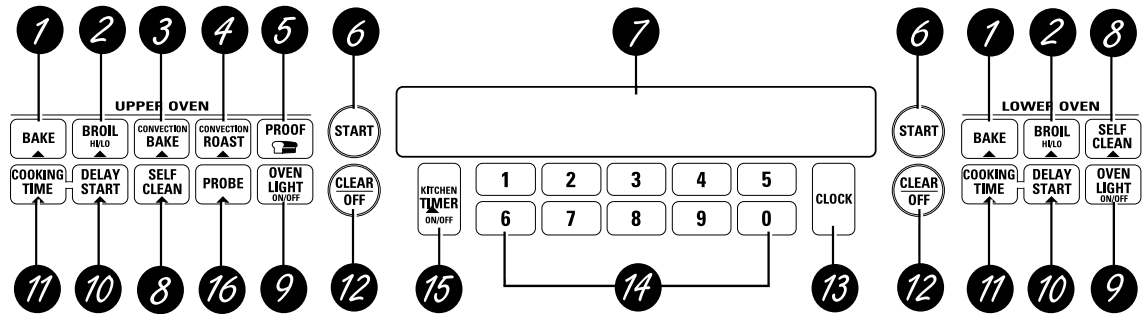 1 2 3 4 5 6 7 6 1 2 8
UPPER OVEN LOWER OVEN
BAKE BROIL HI/LO CONVECTION BAKE CONVECTION ROAST PROOF START START BAKE BROIL HI/LO SELF CLEAN
COOKING TIME DELAY START SELF CLEAN PROBE OVEN LIGHT ON/OFF CLEAR OFF KITCHEN TIMER ON/OFF 1 2 3 4 5 CLOCK CLEAR OFF COOKING TIME DELAY START OVEN LIGHT ON/OFF
6 7 8 9 0
11 10 8 16 9 12 15 14 13 12 11 10 9